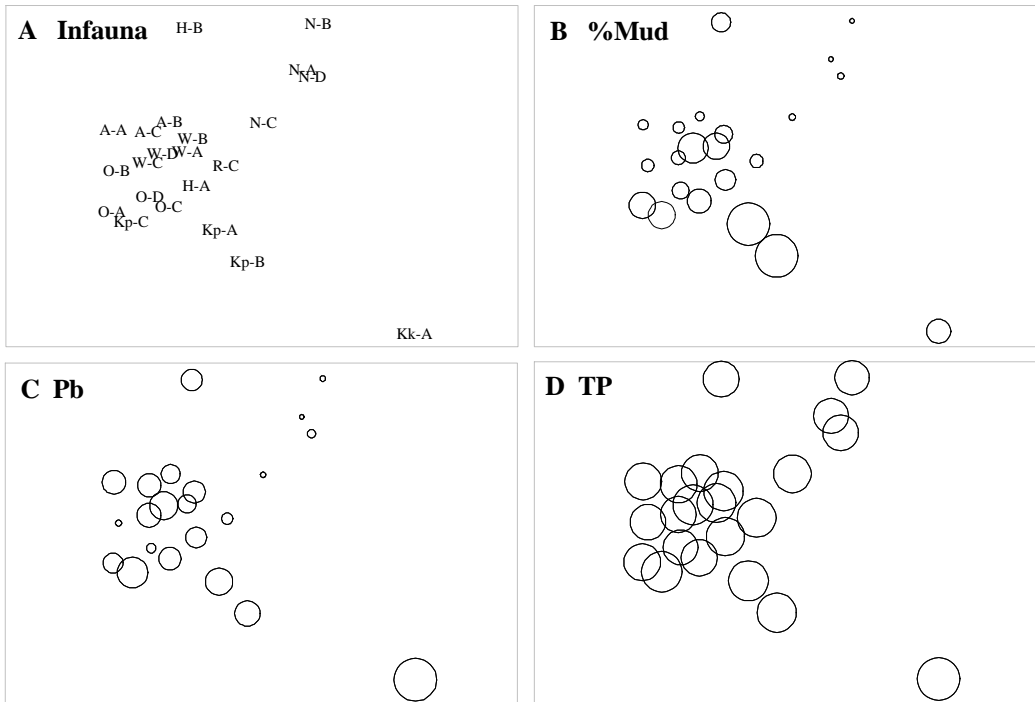 A Infauna
H-B
N-B
N-A
N-D
A-B
N-C
A-A
A-C
W-B
W-D
W-A
W-C
R-C
O-B
H-A
O-D
O-C
O-A
Kp-C
Kp-A
Kp-B
Kk-A
B %Mud
C Pb
D TP